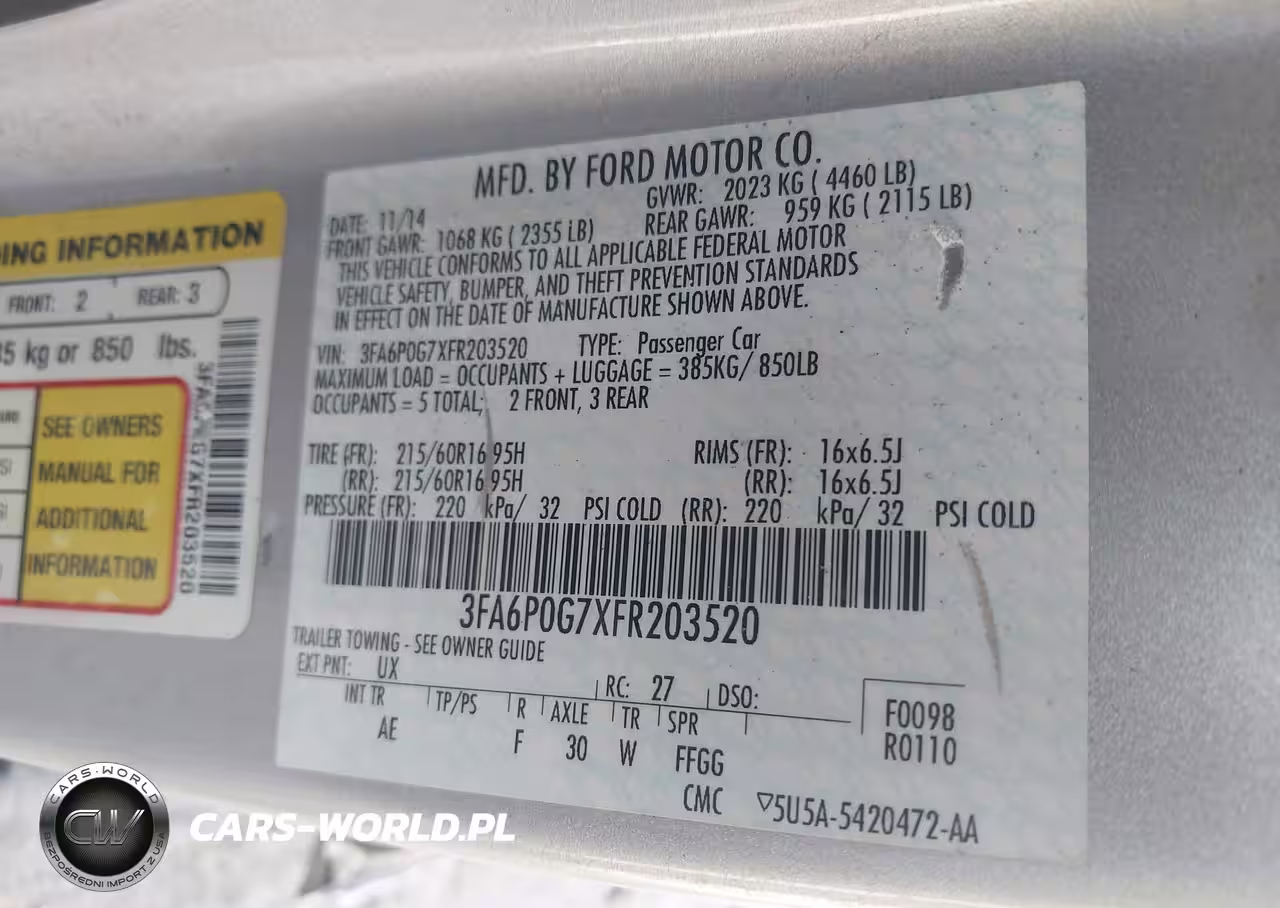 ING INFORMATION
FRONT: 2 REAR: 3
85 kg or 850 lbs.
SEE OWNERS
MANUAL FOR
ADDITIONAL
INFORMATION
MFD. BY FORD MOTOR CO.
DATE: 11/14 GVWR: 2023 KG ( 4460 LB)
FRONT GAWR: 1068 KG ( 2355 LB) REAR GAWR: 959 KG ( 2115 LB)
THIS VEHICLE CONFORMS TO ALL APPLICABLE FEDERAL MOTOR
VEHICLE SAFETY, BUMPER, AND THEFT PREVENTION STANDARDS
IN EFFECT ON THE DATE OF MANUFACTURE SHOWN ABOVE.
VIN: 3FA6P0G7XFR203520 TYPE: Passenger Car
MAXIMUM LOAD = OCCUPANTS + LUGGAGE = 385KG/ 850LB
OCCUPANTS = 5 TOTAL; 2 FRONT, 3 REAR
TIRE (FR): 215/60R16 95H RIMS (FR): 16x6.5J
(RR): 215/60R16 95H (RR): 16x6.5J
PRESSURE (FR): 220 kPa/ 32 PSI COLD (RR): 220 kPa/ 32 PSI COLD
3FA6P0G7XFR203520
TRAILER TOWING - SEE OWNER GUIDE
EXT PNT: UX RC: 27 DSO:
INT TR TP/PS R AXLE TR SPR F0098
AE F 30 W FFGG R0110
CMC ▽5U5A-5420472-AA
CARS-WORLD
CW
BEZPOŚREDNI IMPORT Z USA
CARS-WORLD.PL